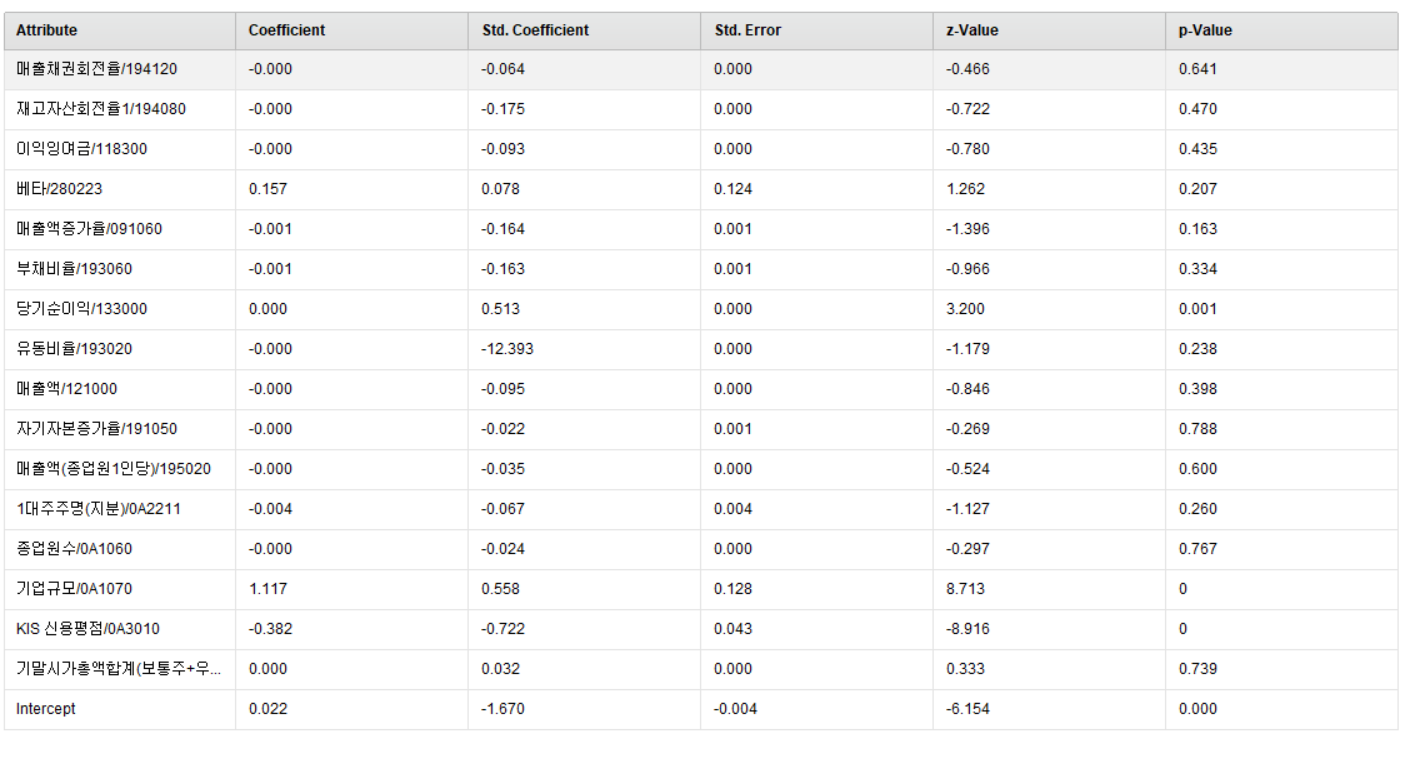 Attribute Coefficient Std. Coefficient Std. Error z-Value p-Value
매출채권회전율/194120 -0.000 -0.064 0.000 -0.466 0.641
재고자산회전율1/194080 -0.000 -0.175 0.000 -0.722 0.470
이익잉여금/118300 -0.000 -0.093 0.000 -0.780 0.435
베타/280223 0.157 0.078 0.124 1.262 0.207
매출액증가율/091060 -0.001 -0.164 0.001 -1.396 0.163
부채비율/193060 -0.001 -0.163 0.001 -0.966 0.334
당기순이익/133000 0.000 0.513 0.000 3.200 0.001
유동비율/193020 -0.000 -12.393 0.000 -1.179 0.238
매출액/121000 -0.000 -0.095 0.000 -0.846 0.398
자기자본증가율/191050 -0.000 -0.022 0.001 -0.269 0.788
매출액(종업원1인당)/195020 -0.000 -0.035 0.000 -0.524 0.600
1대주주명(지분)/0A2211 -0.004 -0.067 0.004 -1.127 0.260
종업원수/0A1060 -0.000 -0.024 0.000 -0.297 0.767
기업규모/0A1070 1.117 0.558 0.128 8.713 0
KIS 신용평점/0A3010 -0.382 -0.722 0.043 -8.916 0
기말시가총액합계(보통주+우... 0.000 0.032 0.000 0.333 0.739
Intercept 0.022 -1.670 -0.004 -6.154 0.000